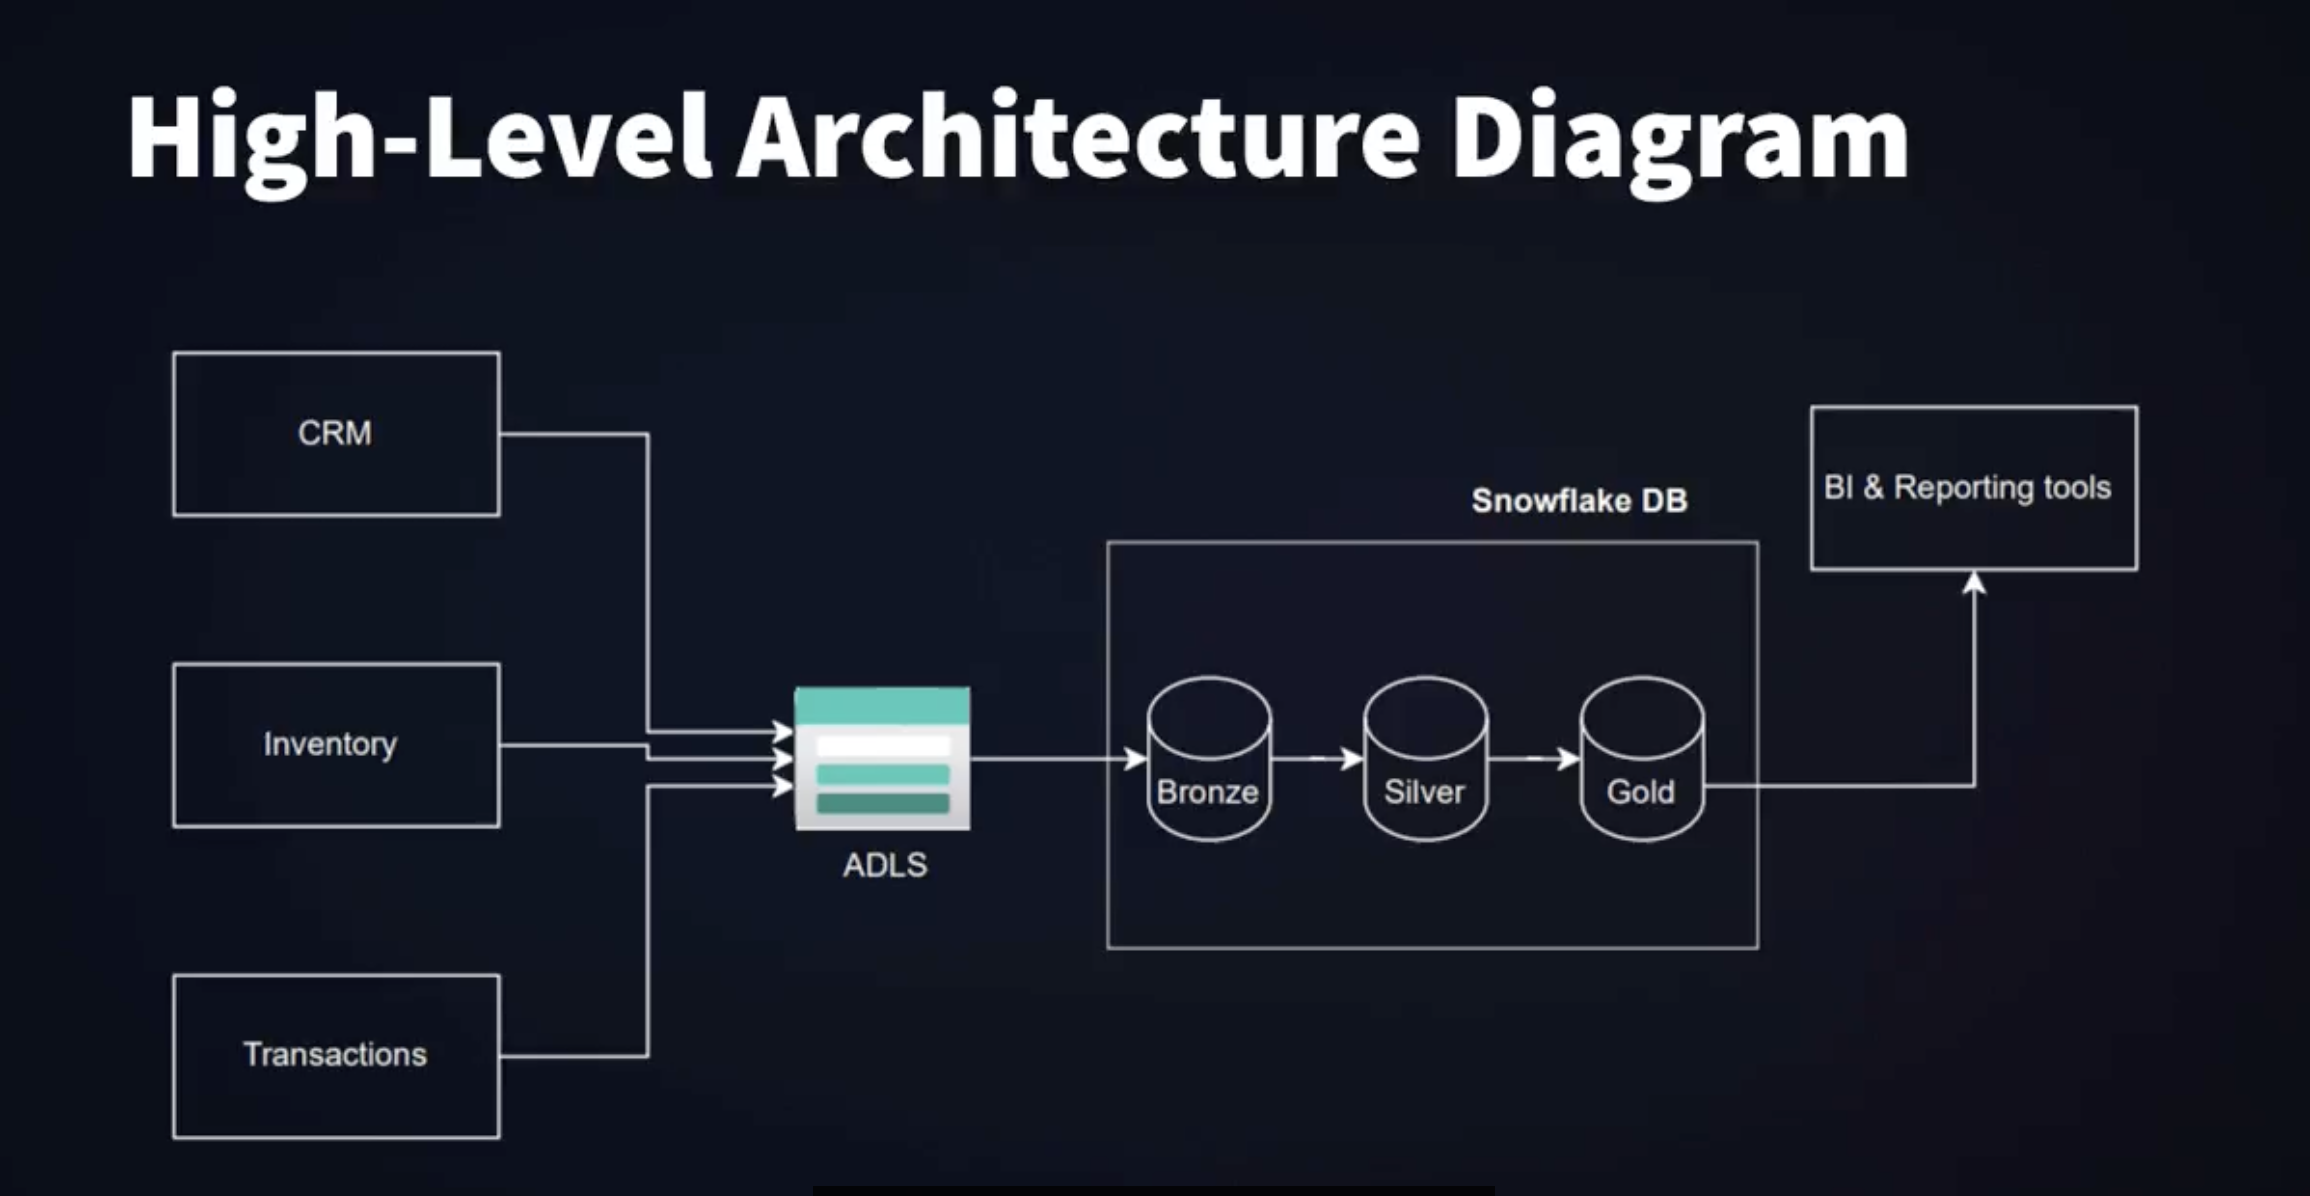 High-Level Architecture Diagram
CRM
Inventory
Transactions
ADLS
Snowflake DB
Bronze
Silver
Gold
BI & Reporting tools